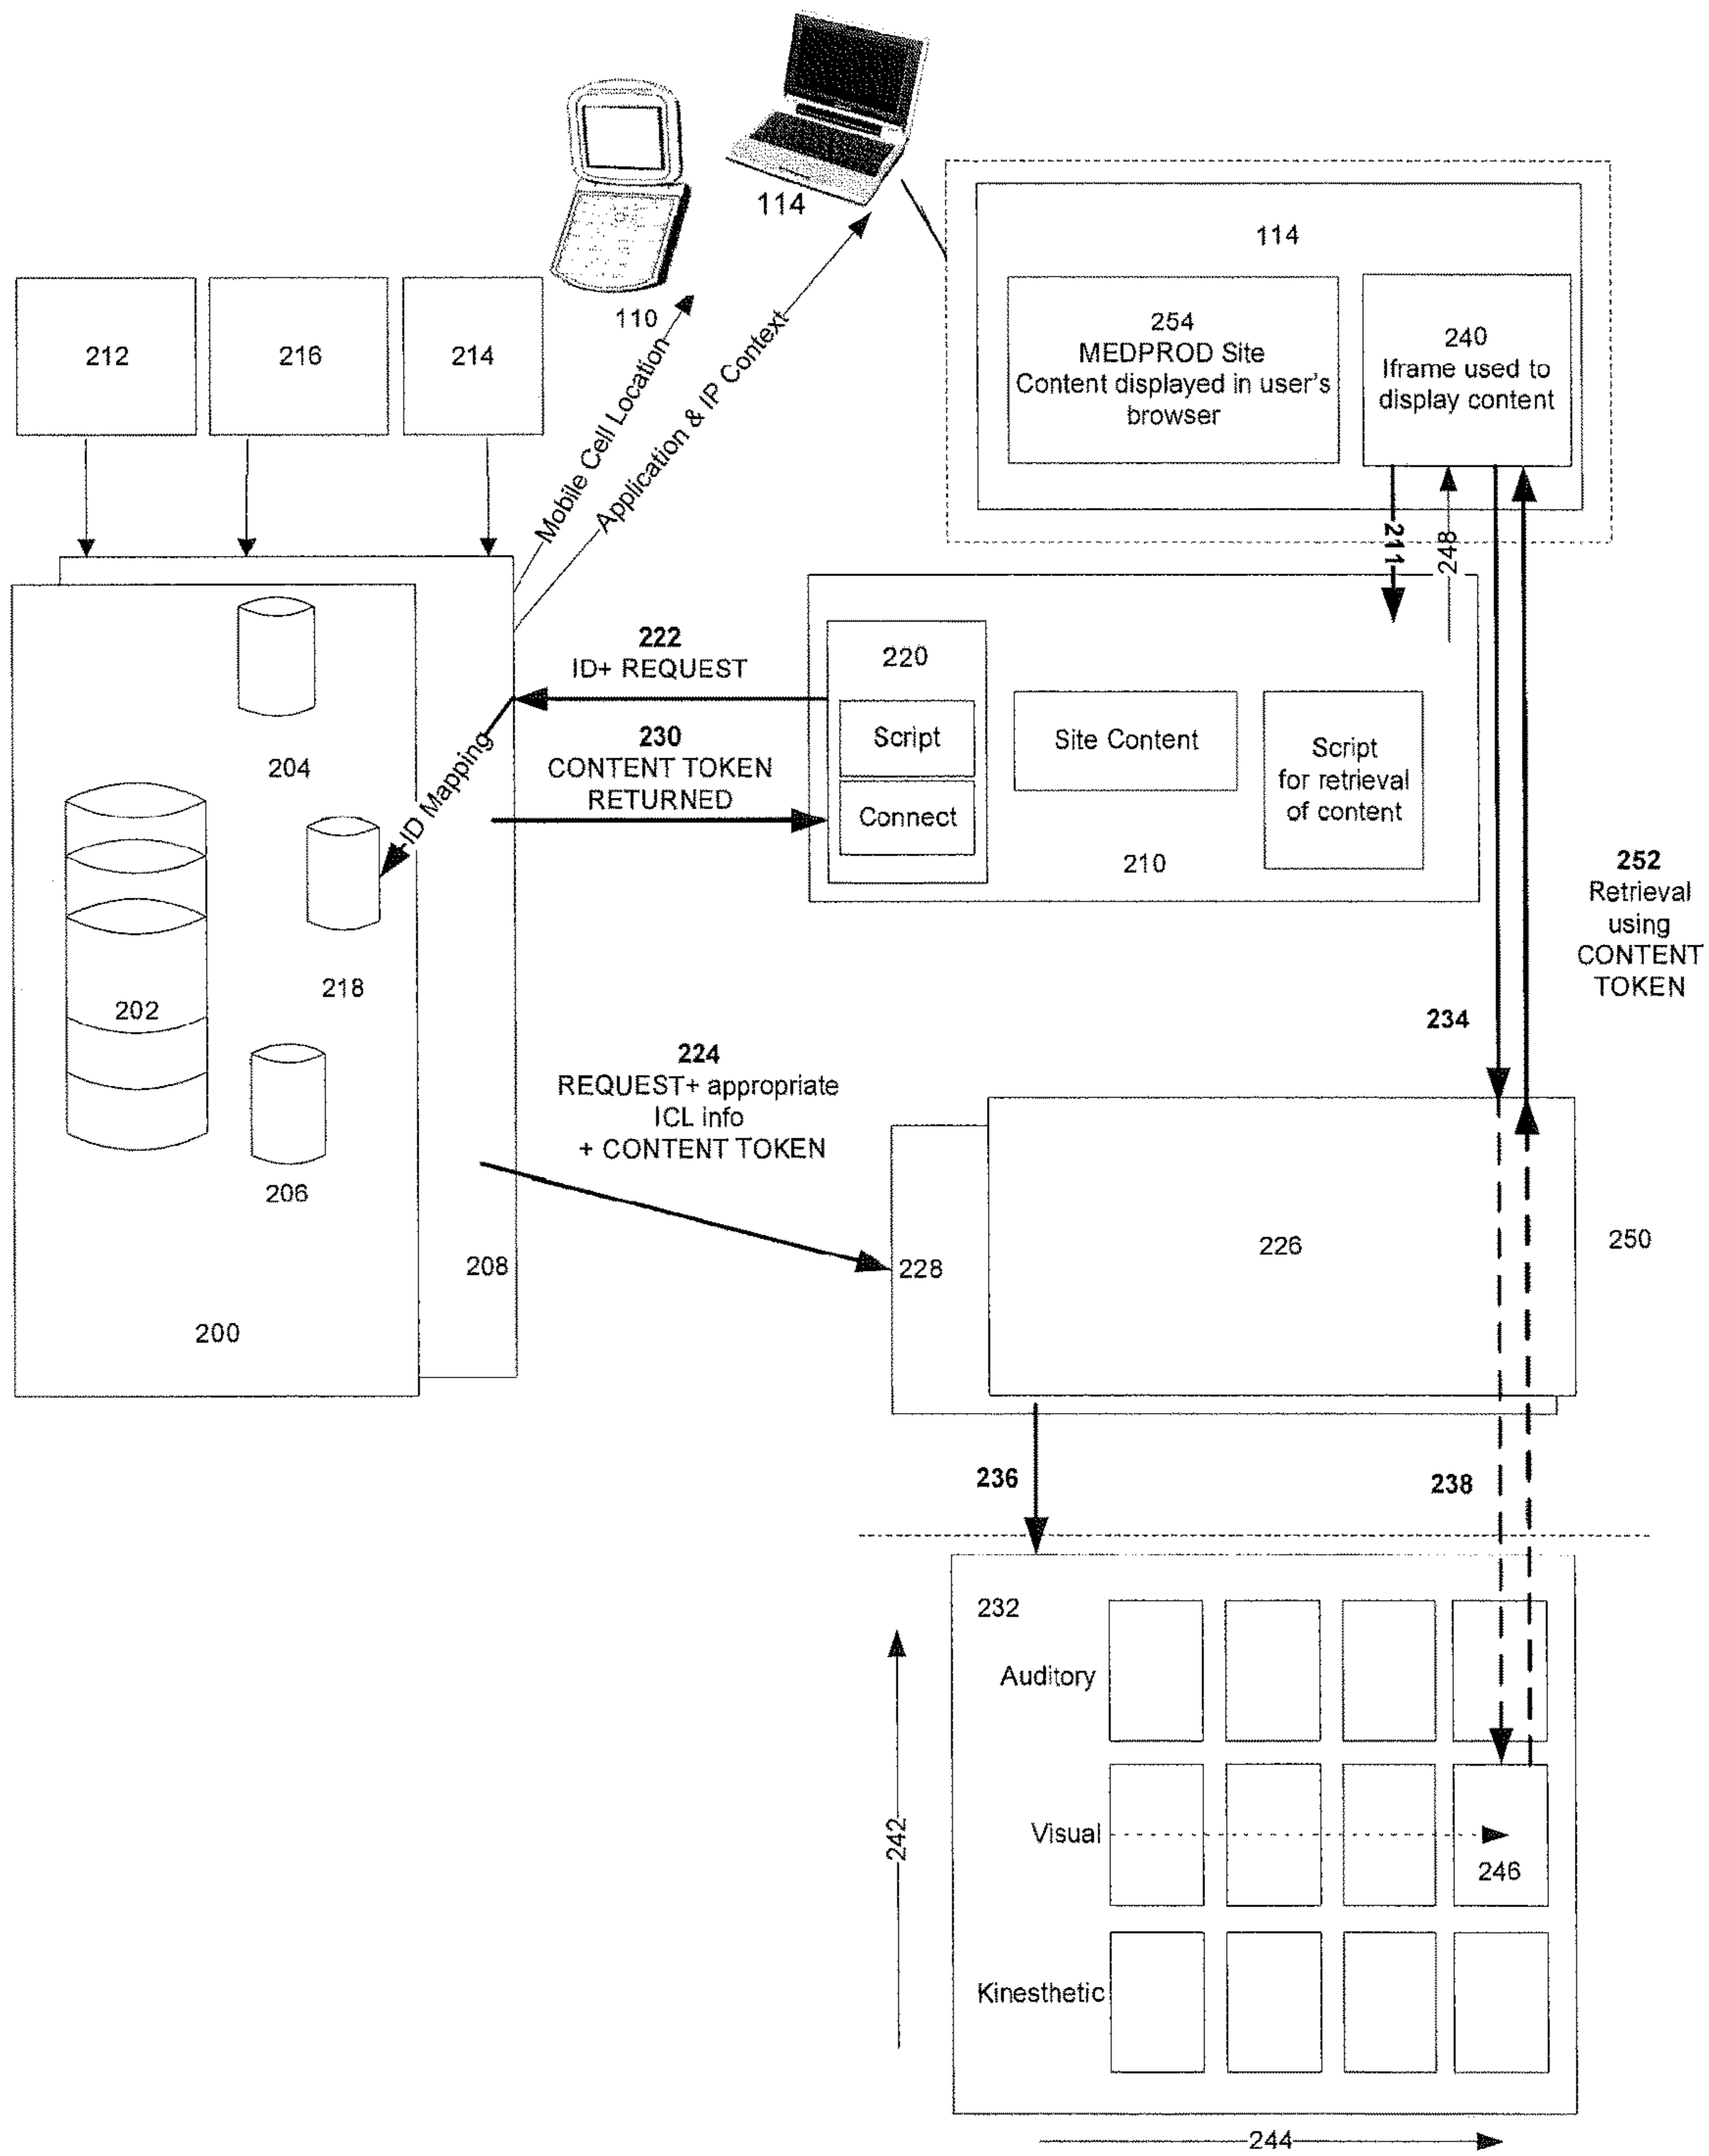 114
110
114
254
MEDPROD Site
Content displayed in user's
browser
240
Iframe used to
display content
212
216
214
Mobile Cell Location
Application & IP Context
211
248
222
ID+ REQUEST
220
Script
Connect
Site Content
Script
for retrieval
of content
210
230
CONTENT TOKEN
RETURNED
ID Mapping
204
202
218
206
208
200
252
Retrieval
using
CONTENT
TOKEN
234
224
REQUEST+ appropriate
ICL info
+ CONTENT TOKEN
228
226
250
236
238
232
Auditory
Visual
246
Kinesthetic
242
244